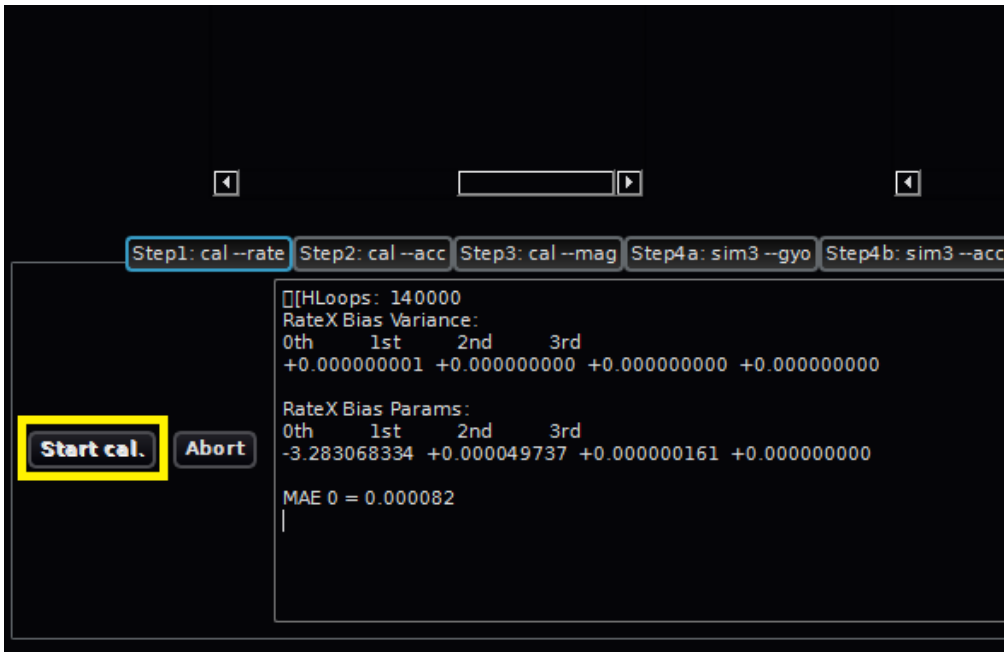 Step1: cal --rate Step2: cal --acc Step3: cal --mag Step4a: sim3 --gyo Step4b: sim3 --acc
[HLoops: 140000
RateX Bias Variance:
0th 1st 2nd 3rd
+0.000000001 +0.000000000 +0.000000000 +0.000000000
RateX Bias Params:
0th 1st 2nd 3rd
-3.283068334 +0.000049737 +0.000000161 +0.000000000
MAE 0 = 0.000082
Start cal. Abort